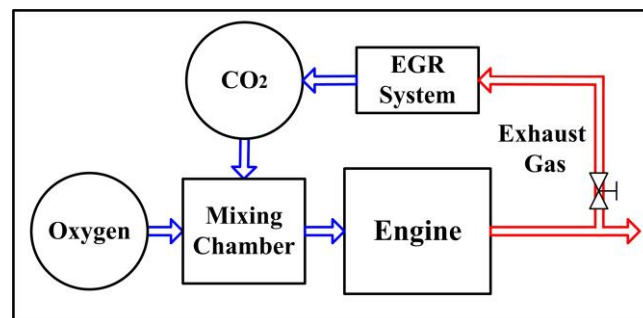 CO2
EGR
System
Exhaust
Gas
Oxygen
Mixing
Chamber
Engine